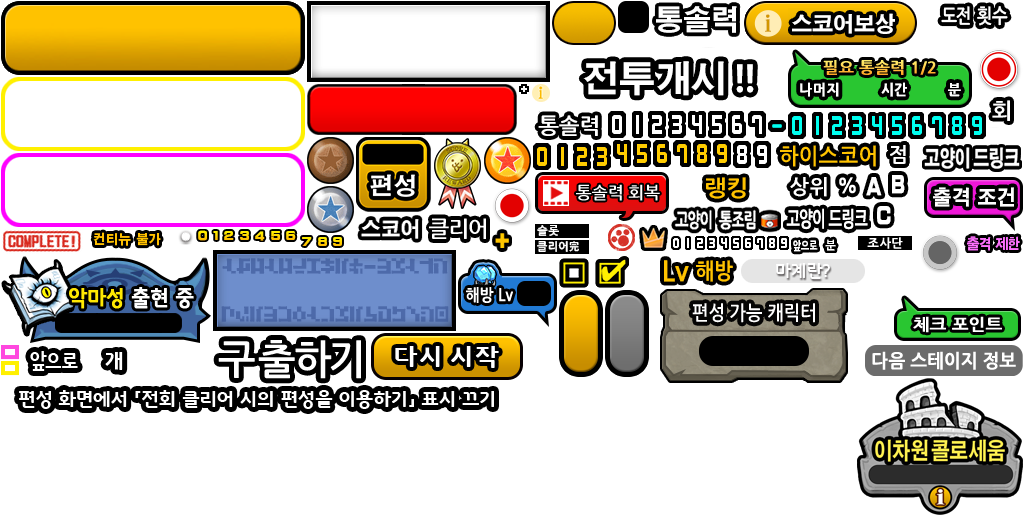 통솔력
스코어보상
도전 횟수
전투개시 !!
필요 통솔력 1/2
나머지 시간 분
회
통솔력 01234567-0123456789
0123456789 89
하이스코어 점
고양이 드링크
편성
통솔력 회복
랭킹
상위 % A B
출격 조건
스코어 클리어
고양이 통조림
고양이 드링크 C
COMPLETE!
컨티뉴 불가
0123456
789
+
슬롯
클리어完
0123456789
앞으로 분
조사단
출격 제한
악마성 출현 중
해방 Lv
Lv 해방
마계란?
편성 가능 캐릭터
체크 포인트
앞으로 개
구출하기
다시 시작
다음 스테이지 정보
편성 화면에서 「전회 클리어 시의 편성을 이용하기」 표시 끄기
이차원 콜로세움